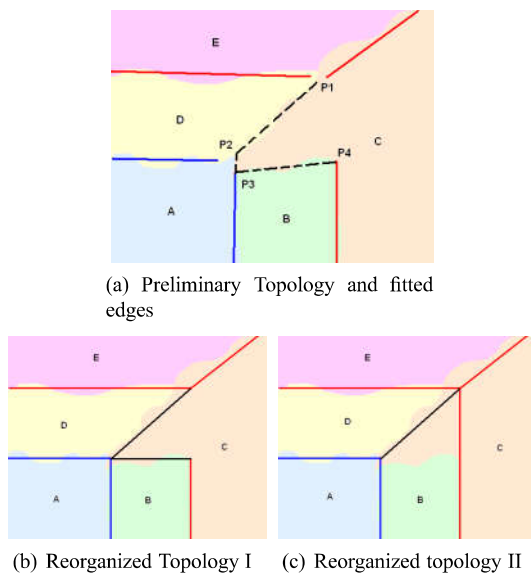 E
P1
D
P2
P4
C
P3
A
B
(a) Preliminary Topology and fitted
edges
E
D
C
A
B
(b) Reorganized Topology I
E
D
C
A
B
(c) Reorganized topology II